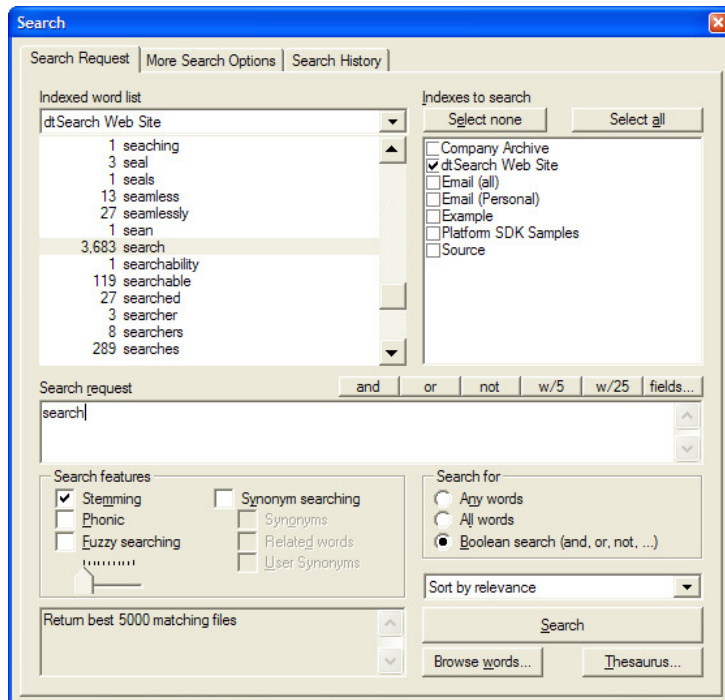 Search
Search Request More Search Options Search History
Indexed word list
dtSearch Web Site
1 seaching
3 seal
1 seals
13 seamless
27 seamlessly
1 sean
3,683 search
1 searchability
119 searchable
27 searched
3 searcher
8 searchers
289 searches
Indexes to search
Select none Select all
Company Archive
dtSearch Web Site
Email (all)
Email (Personal)
Example
Platform SDK Samples
Source
Search request and or not w/5 w/25 fields...
search
Search features
Stemming
Phonic
Fuzzy searching
Synonym searching
Synonyms
Related words
User Synonyms
Search for
Any words
All words
Boolean search (and, or, not, ...)
Return best 5000 matching files
Sort by relevance
Search
Browse words... Thesaurus...